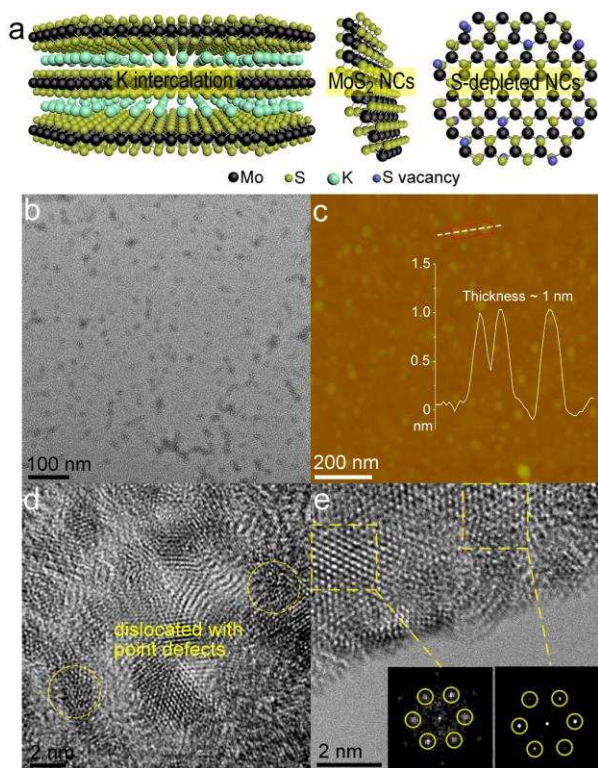 a
K intercalation
MoS₂ NCs
S-depleted NCs
Mo S K S vacancy
b
100 nm
c
1.5
Thickness ~ 1 nm
1.0
0.5
0
nm
200 nm
d
dislocated with
point defects
2 nm
e
2 nm